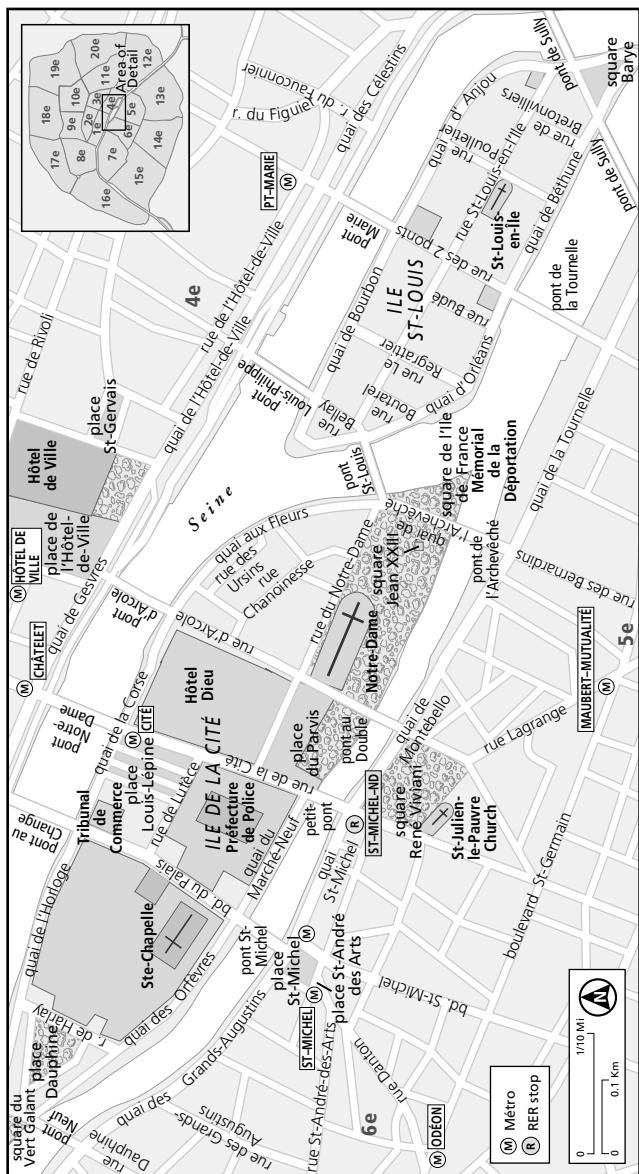 square du
Vert Galant
place
Dauphine
pont
Neuf
rue
Dauphine
quai des
Grands-Augustins
rue des Grands-
Augustins
r. de Harlay
quai de l'Horloge
quai des Orfèvres
Ste-Chapelle
bd. du Palais
pont au
Change
Tribunal
de
Commerce
place
Louis-Lépine
rue de Lutèce
ILE DE LA CITÉ
Préfecture
de Police
quai du
Marché-Neuf
pont St-
Michel
place
St-Michel
ST-MICHEL
M
M
place St-André
des Arts
rue St-André-des-Arts
rue Danton
6e
M ODÉON
bd. St-Michel
quai
St-Michel
R
ST-MICHEL-ND
petit-
pont
rue de la Cité
CITÉ
M
quai de la Corse
pont
Notre-
Dame
CHÂTELET
M
quai de Gesvres
M HÔTEL DE
VILLE
place de
l'Hôtel-
de-Ville
Hôtel
de Ville
rue de Rivoli
place
St-Gervais
pont
d'Arcole
rue d'Arcole
Hôtel
Dieu
place
du Parvis
pont au
Double
Notre-Dame
rue du Notre-Dame
rue
Chanoinesse
rue des
Ursins
quai aux Fleurs
Seine
square
Jean XXIII
quai de
l'Archevêché
square de l'Ile
de France
Mémorial
de la
Déportation
pont de
l'Archevêché
quai de
Montebello
square
René Viviani
St-Julien-
le-Pauvre
Church
rue Lagrange
MAUBERT–MUTUALITÉ
M
boulevard St-Germain
5e
rue des Bernardins
quai de la Tournelle
pont de
la Tournelle
pont
St-Louis
pont
Louis-Philippe
quai de l'Hôtel-de-Ville
rue de l'Hôtel-de-Ville
4e
PT-MARIE
M
pont
Marie
r. du Figuier
r. du Fauconnier
quai des Célestins
quai de Bourbon
ILE
ST-LOUIS
rue
Bellay
rue
Boutarel
rue Le
Regrattier
rue Budé
quai d'Orléans
rue des 2 ponts
rue St-Louis-en-l'Ile
St-Louis-
en-Île
quai d' Anjou
rue
Poulletier
rue de
Bretonvilliers
quai de Béthune
pont de Sully
pont de Sully
square
Barye
17e
18e
19e
8e
9e
10e
20e
2e
3e
11e
1e
4e
16e
7e
6e
5e
12e
15e
14e
13e
Area of
Detail
M Métro
R RER stop
0
1/10 Mi
0
0.1 Km
N